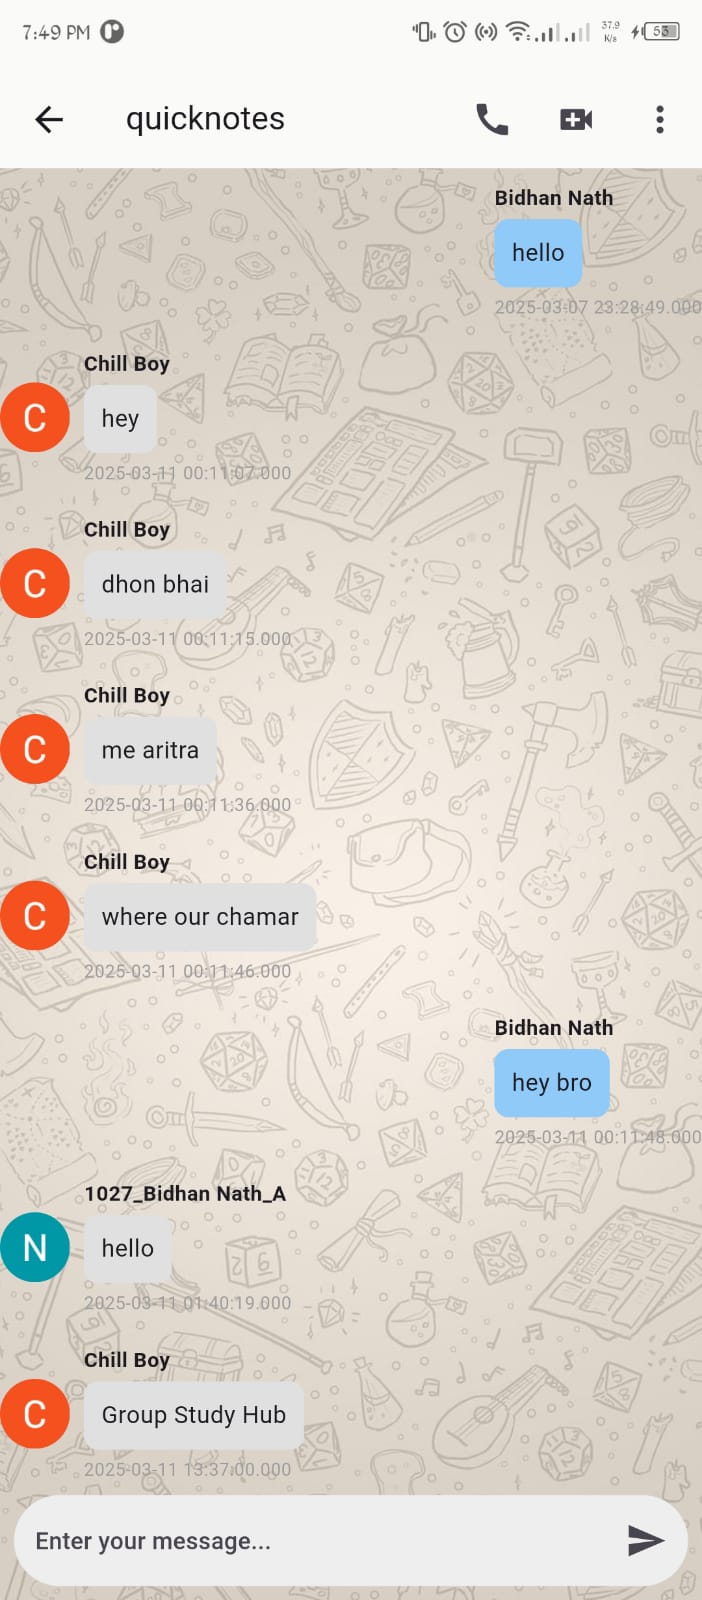 7:49 PM
37.9
K/s
53
quicknotes
Bidhan Nath
hello
2025-03-07 23:28:49.000
Chill Boy
C
hey
2025-03-11 00:11:07.000
Chill Boy
C
dhon bhai
2025-03-11 00:11:15.000
Chill Boy
C
me aritra
2025-03-11 00:11:36.000
Chill Boy
C
where our chamar
2025-03-11 00:11:46.000
Bidhan Nath
hey bro
2025-03-11 00:11:48.000
1027_Bidhan Nath_A
N
hello
2025-03-11 01:40:19.000
Chill Boy
C
Group Study Hub
2025-03-11 13:37:00.000
Enter your message...